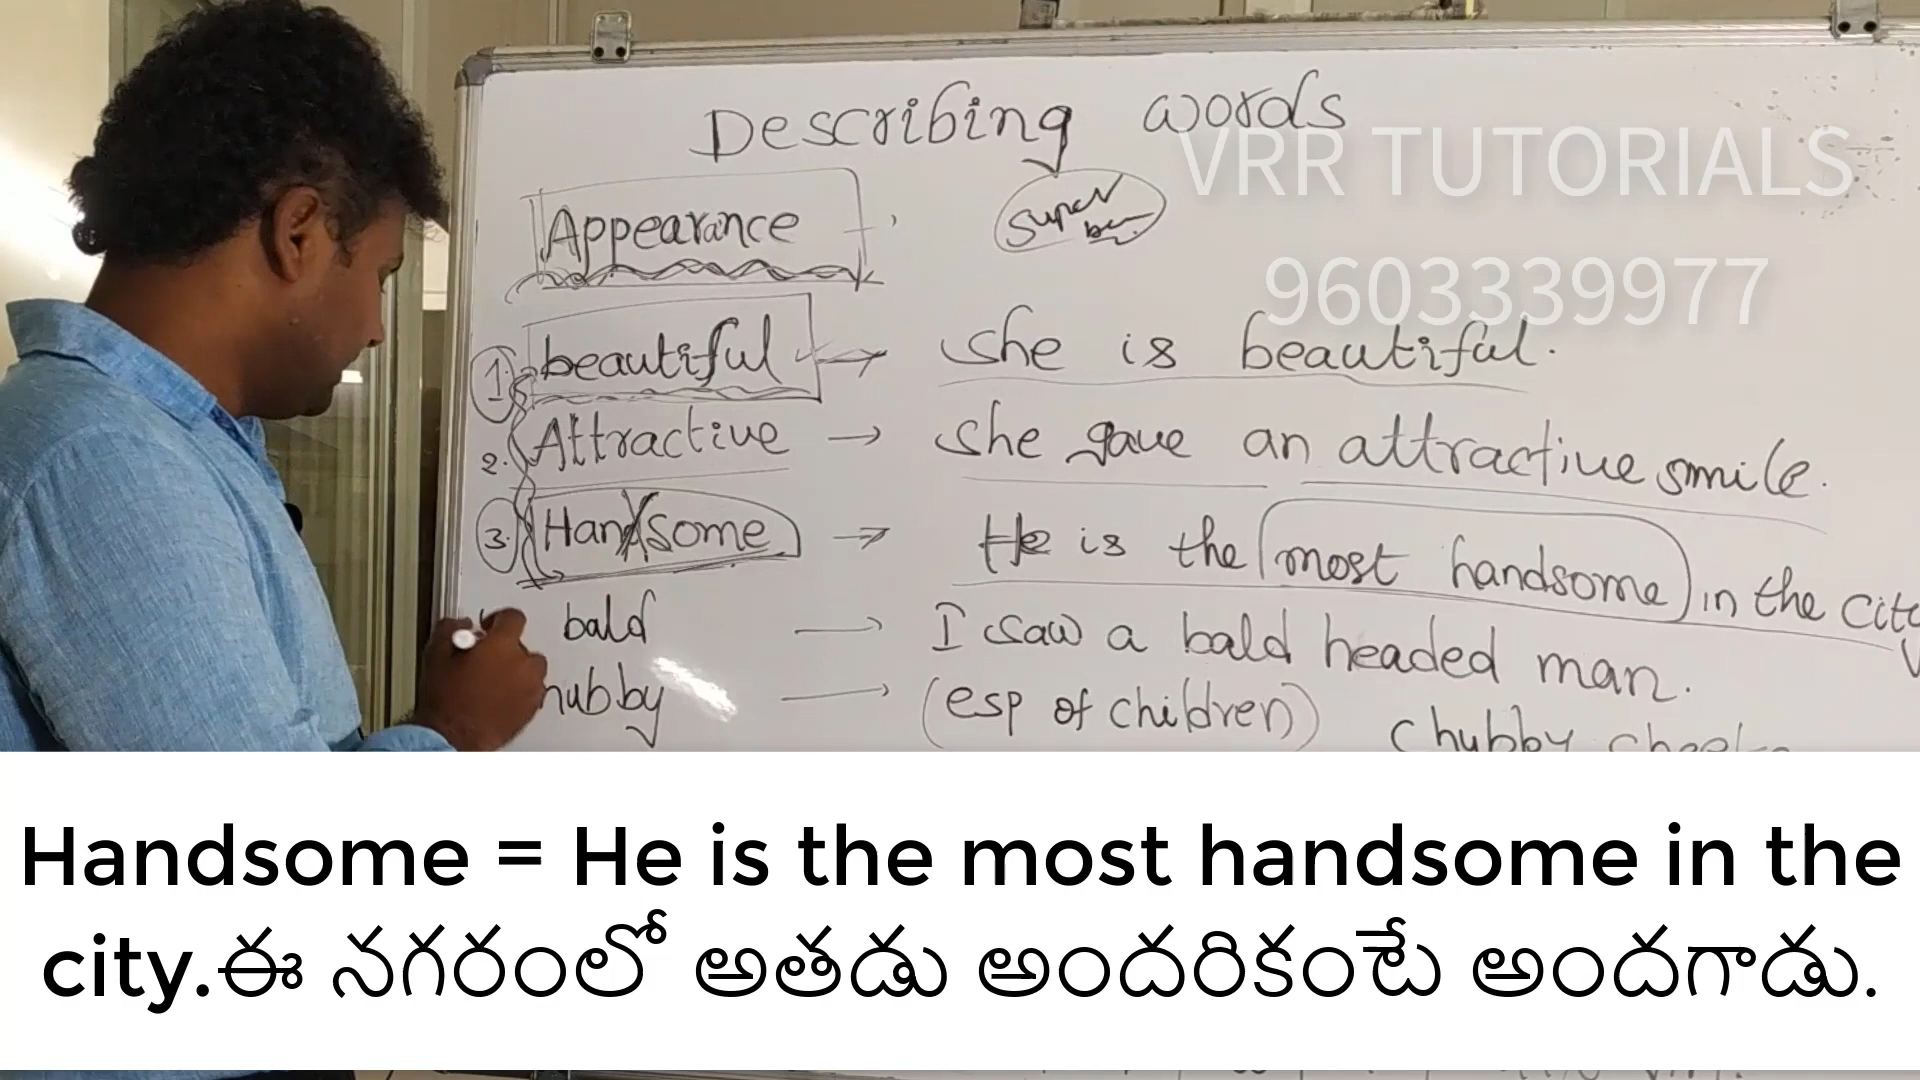 Describing words
VRR TUTORIALS
Appearance
Super
9603339977
1. beautiful → she is beautiful.
2. Attractive → she gave an attractive smile.
3. Handsome → He is the most handsome in the city
bald → I saw a bald headed man.
hubby → (esp of children) chubby cheeks
Handsome = He is the most handsome in the
city.ఈ నగరంలో అతడు అందరికంటే అందగాడు.